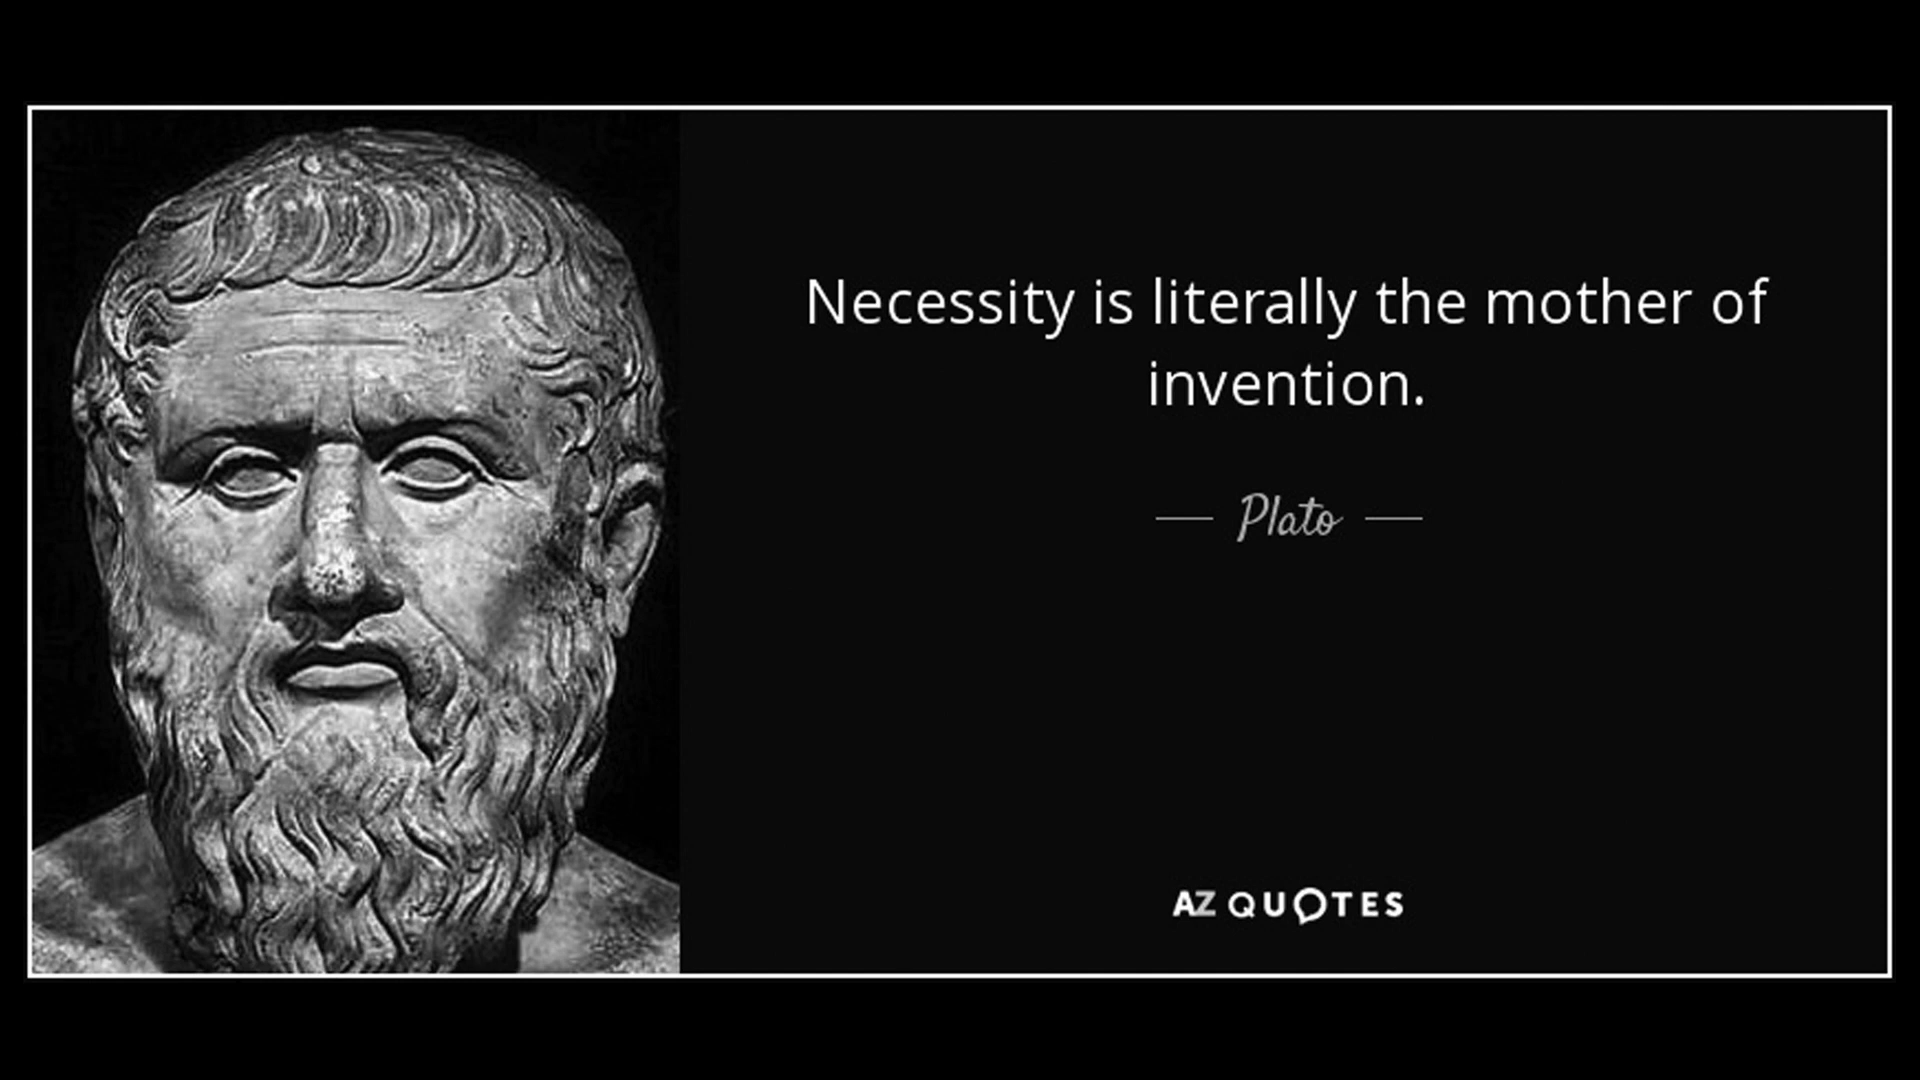 Necessity is literally the mother of
invention.
— Plato —
AZ QUOTES